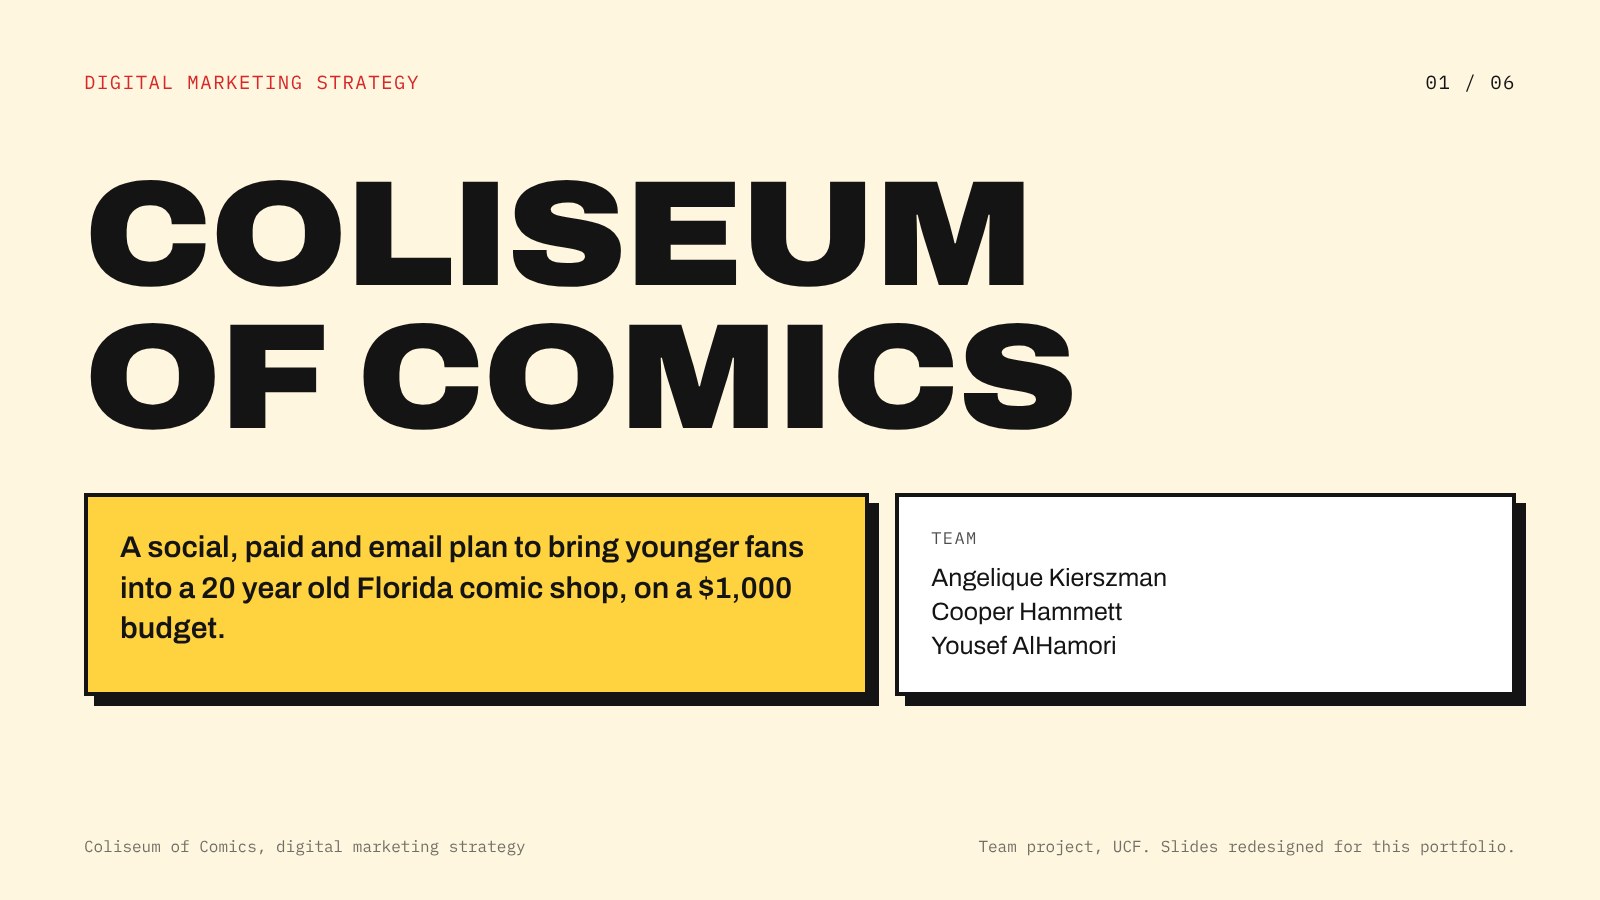 DIGITAL MARKETING STRATEGY
01 / 06
COLISEUM
OF COMICS
A social, paid and email plan to bring younger fans
into a 20 year old Florida comic shop, on a $1,000
budget.
TEAM
Angelique Kierszman
Cooper Hammett
Yousef AlHamori
Coliseum of Comics, digital marketing strategy
Team project, UCF. Slides redesigned for this portfolio.